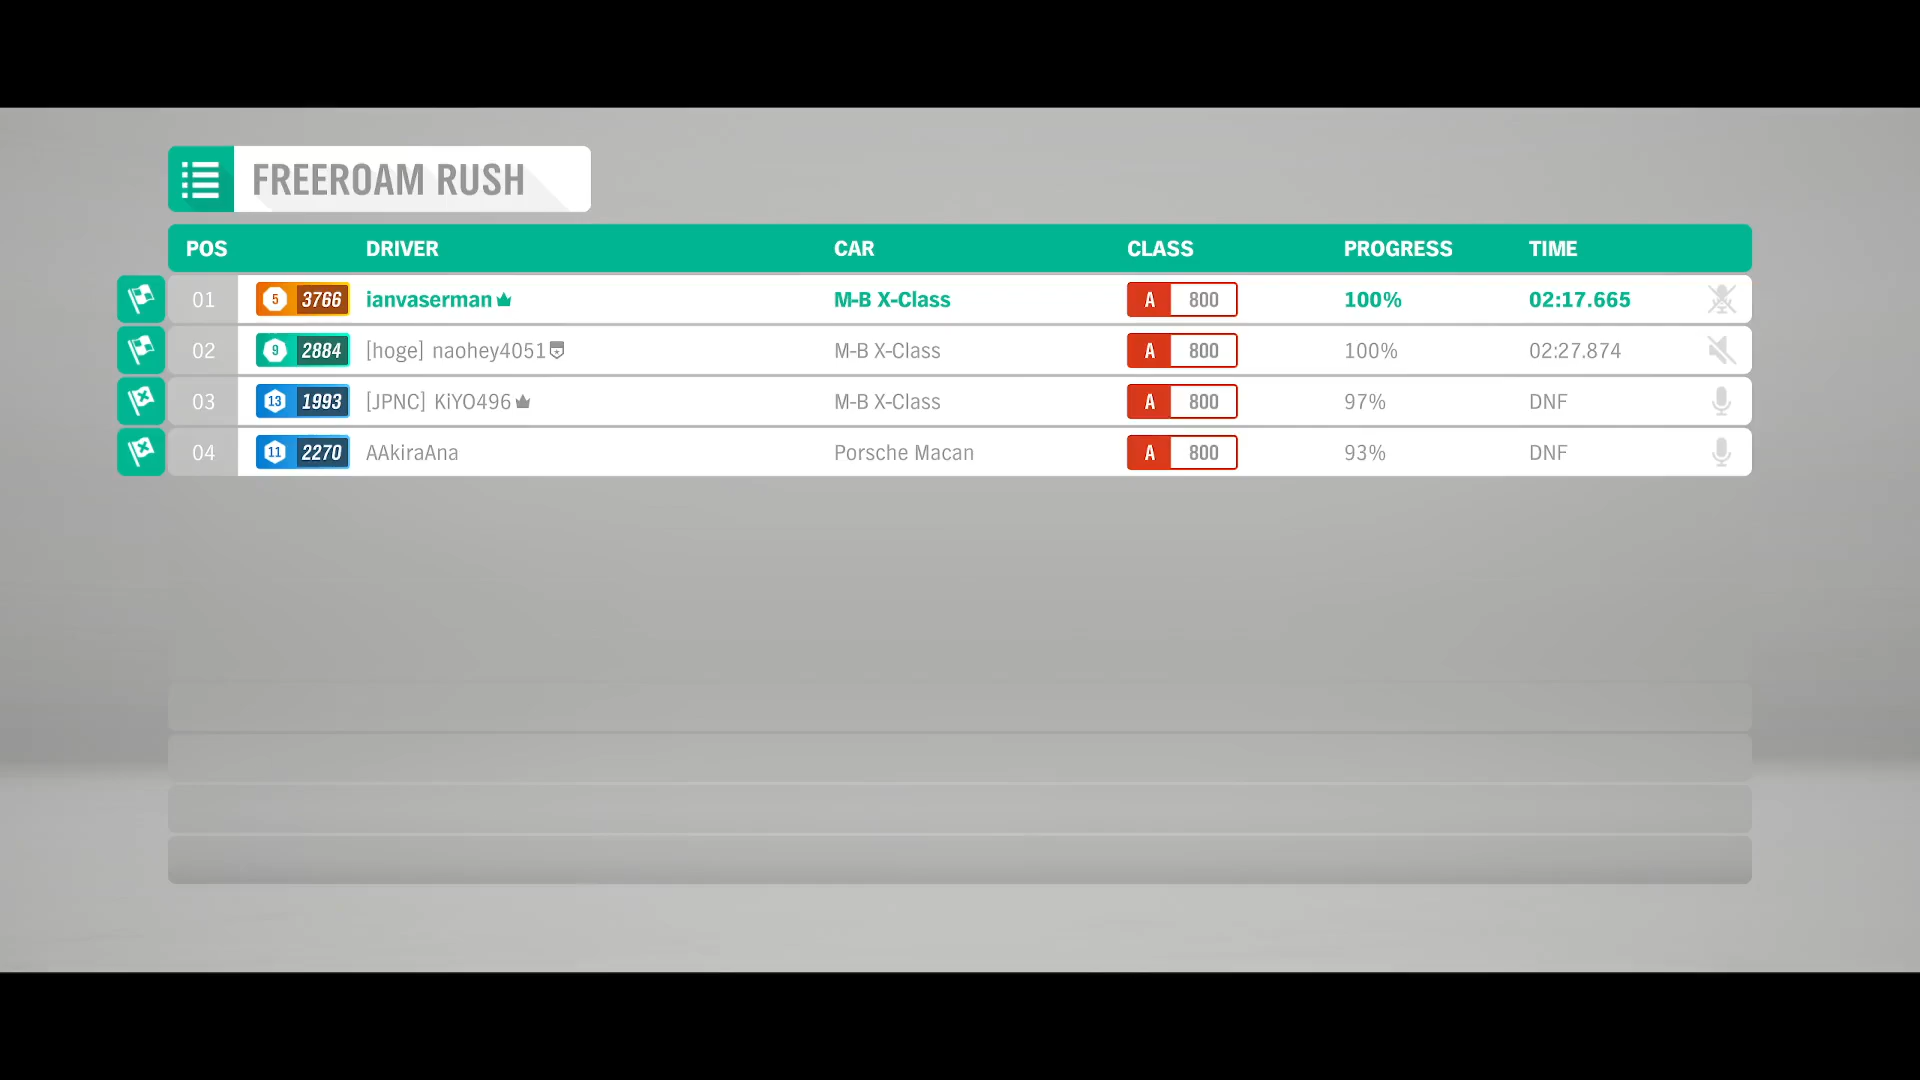 FREEROAM RUSH
POS DRIVER CAR CLASS PROGRESS TIME
01 5 3766 ianvaserman M-B X-Class A 800 100% 02:17.665
02 9 2884 [hoge] naohey4051 M-B X-Class A 800 100% 02:27.874
03 13 1993 [JPNC] KiYO496 M-B X-Class A 800 97% DNF
04 11 2270 AAkiraAna Porsche Macan A 800 93% DNF